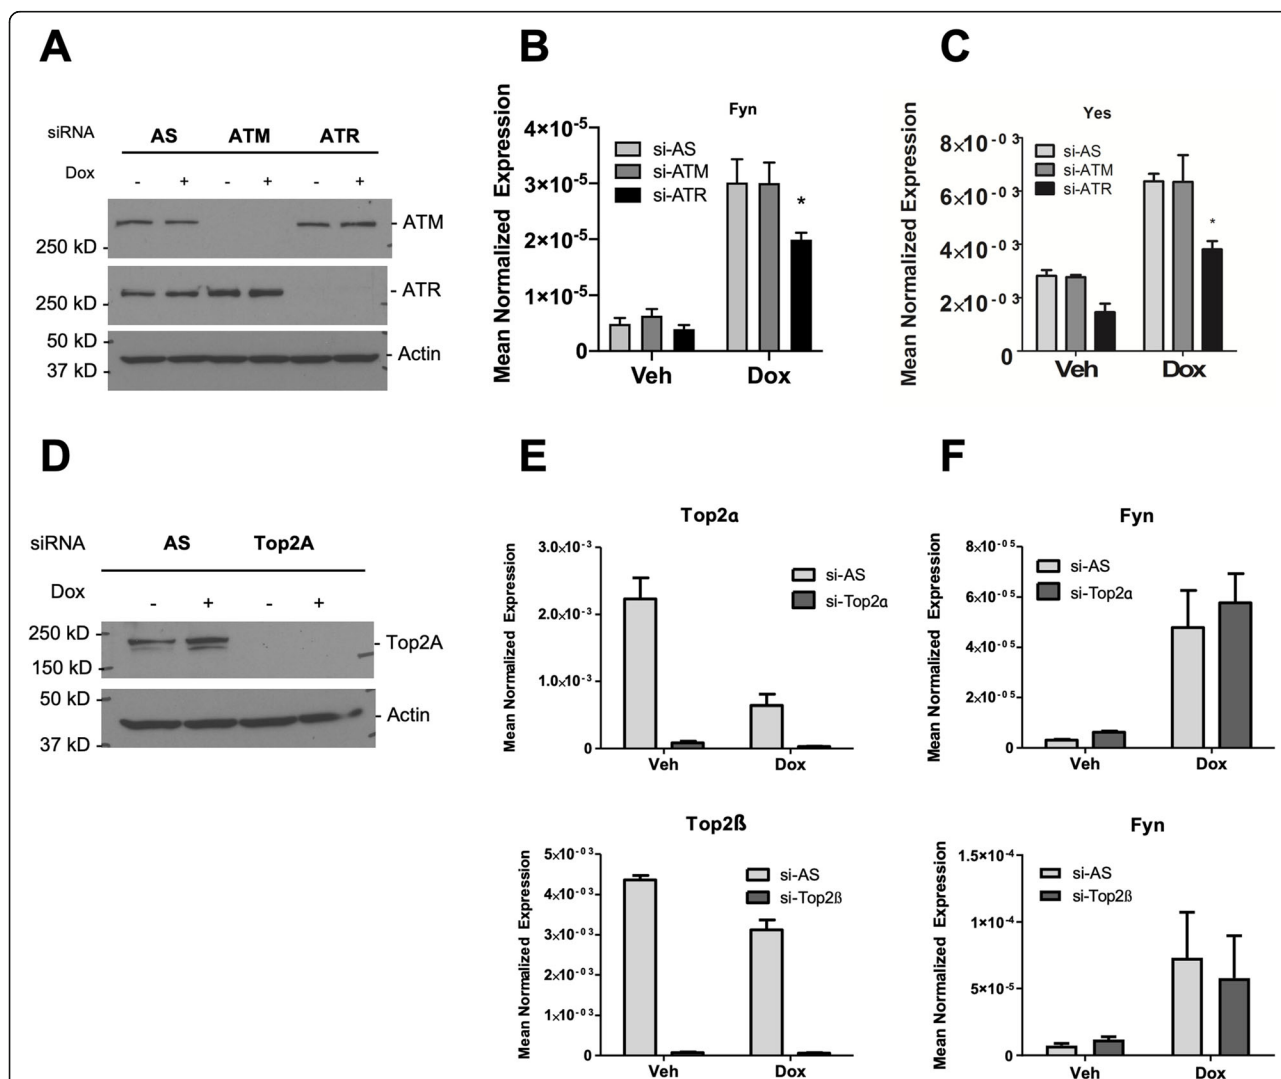 A
siRNA AS ATM ATR
Dox - + - + - +
ATM
250 kD
ATR
250 kD
50 kD
Actin
37 kD
B
Fyn
Mean Normalized Expression
4×10-5
3×10-5
2×10-5
1×10-5
0
si-AS
si-ATM
si-ATR
*
Veh Dox
C
Yes
Mean Normalized Expression
8×10-03
6×10-03
4×10-03
2×10-03
0
si-AS
si-ATM
si-ATR
*
Veh Dox
D
siRNA AS Top2A
Dox - + - +
250 kD
Top2A
150 kD
50 kD
Actin
37 kD
E
Top2α
Mean Normalized Expression
3.0×10-3
2.0×10-3
1.0×10-3
0
si-AS
si-Top2α
Veh Dox
Top2ß
Mean Normalized Expression
5×10-03
4×10-03
3×10-03
2×10-03
1×10-03
0
si-AS
si-Top2ß
Veh Dox
F
Fyn
Mean Normalized Expression
8×10-05
6×10-05
4×10-05
2×10-05
0
si-AS
si-Top2α
Veh Dox
Fyn
Mean Normalized Expression
1.5×10-4
1×10-4
5×10-5
0
si-AS
si-Top2ß
Veh Dox